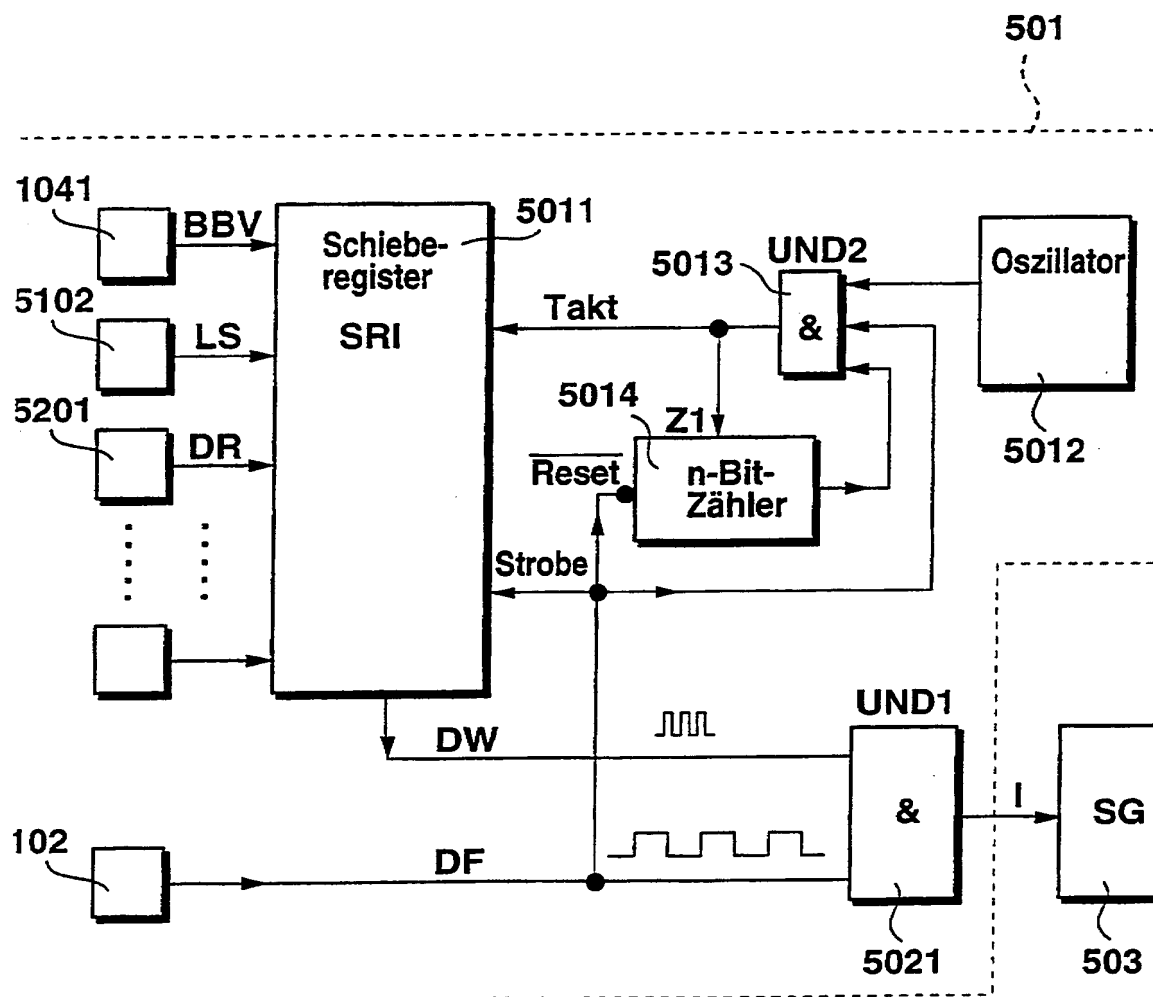 501
1041
BBV
5011
Schiebe-
register
SRI
UND2
5013
&
Oszillator
5012
5102
LS
Takt
5201
DR
5014
Z1
n-Bit-
Zähler
Reset
Strobe
UND1
DW
&
I
SG
102
DF
5021
503